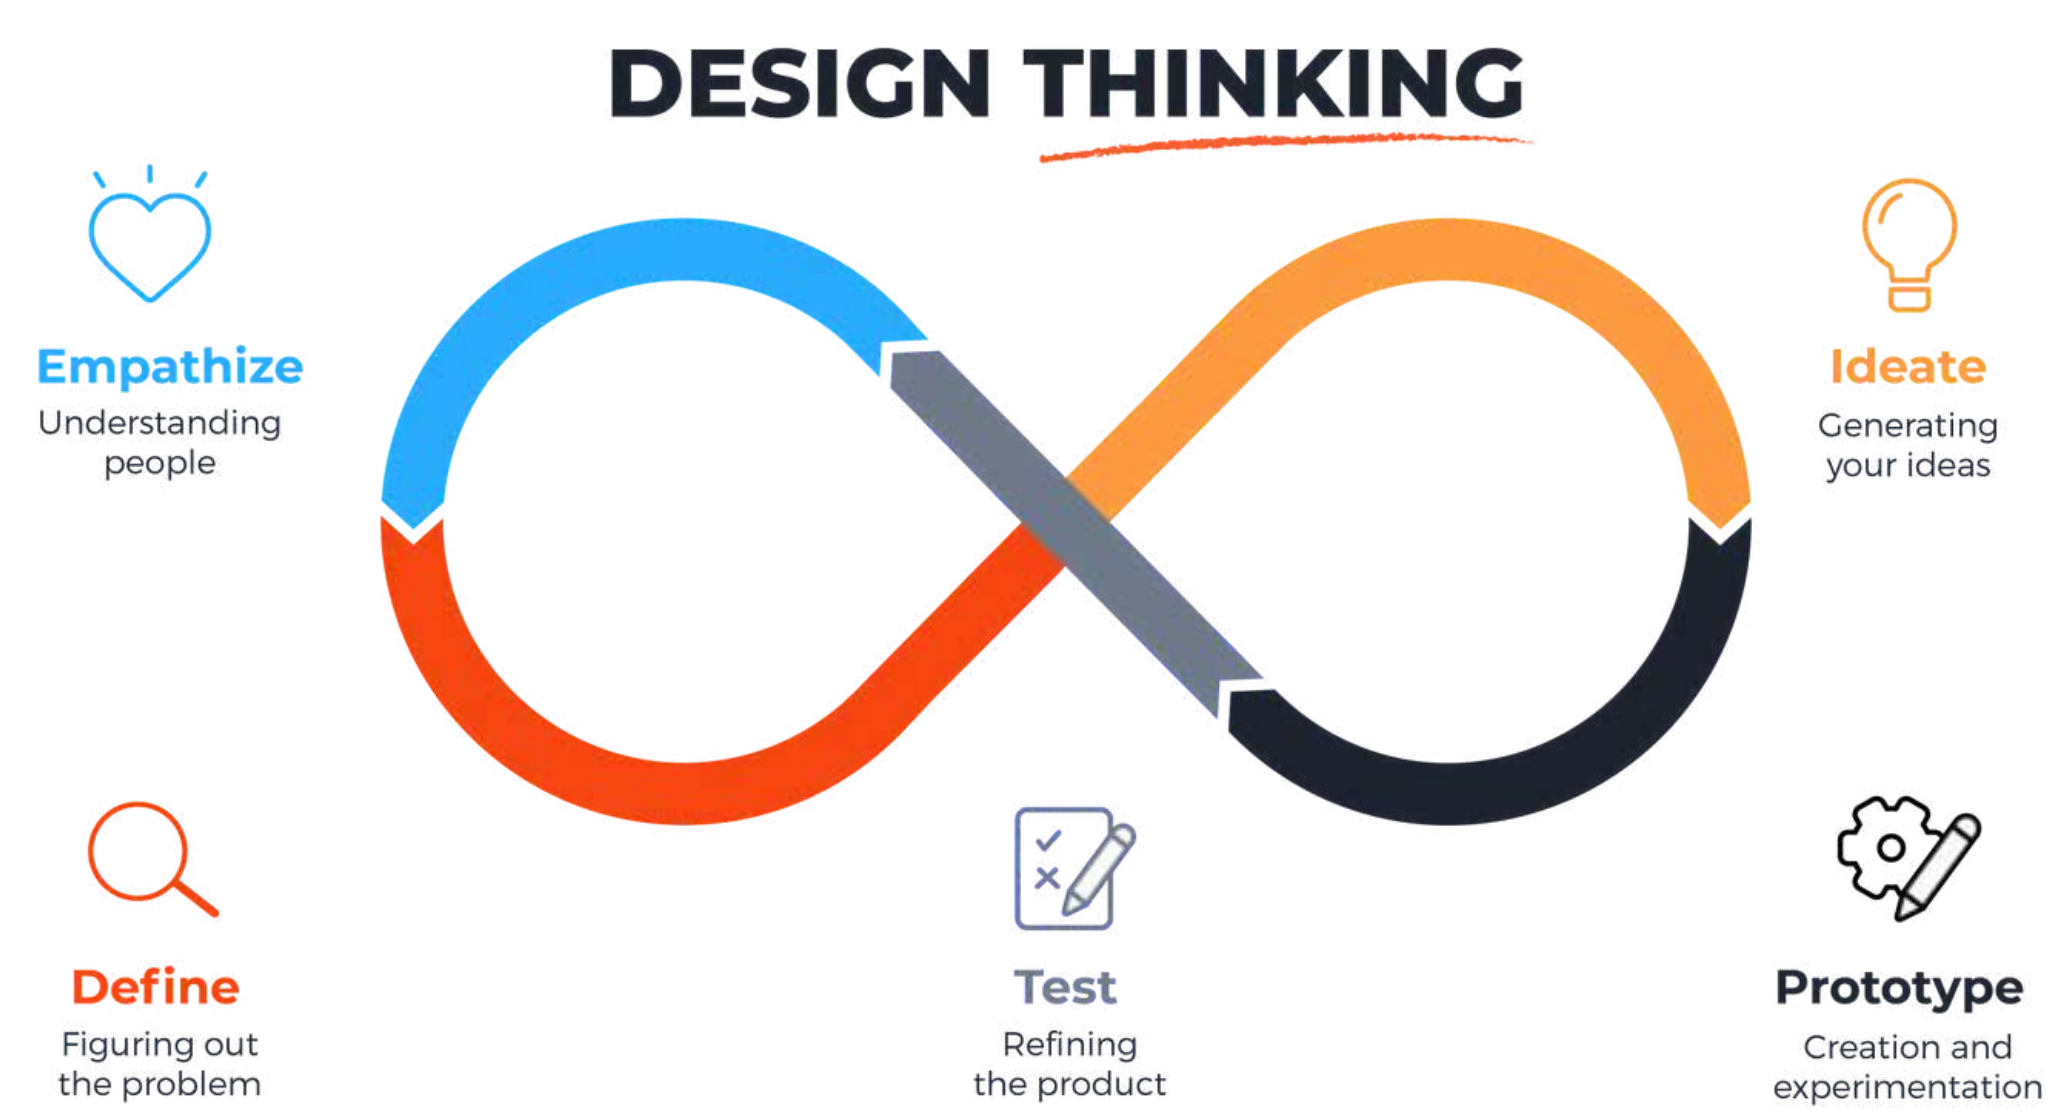 DESIGN THINKING
Empathize
Understanding
people
Ideate
Generating
your ideas
Define
Figuring out
the problem
Test
Refining
the product
Prototype
Creation and
experimentation